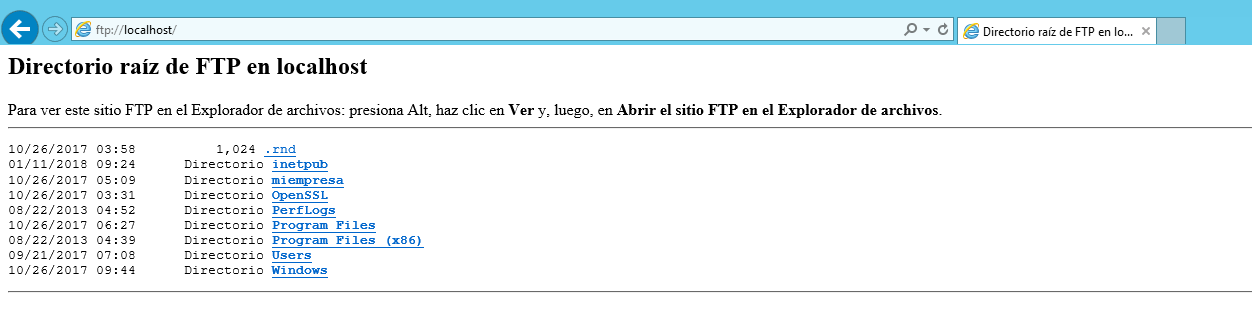 ftp://localhost/
Directorio raíz de FTP en lo...
Directorio raíz de FTP en localhost
Para ver este sitio FTP en el Explorador de archivos: presiona Alt, haz clic en Ver y, luego, en Abrir el sitio FTP en el Explorador de archivos.
10/26/2017 03:58 1,024 .rnd
01/11/2018 09:24 Directorio inetpub
10/26/2017 05:09 Directorio miempresa
10/26/2017 03:31 Directorio OpenSSL
08/22/2013 04:52 Directorio PerfLogs
10/26/2017 06:27 Directorio Program Files
08/22/2013 04:39 Directorio Program Files (x86)
09/21/2017 07:08 Directorio Users
10/26/2017 09:44 Directorio Windows